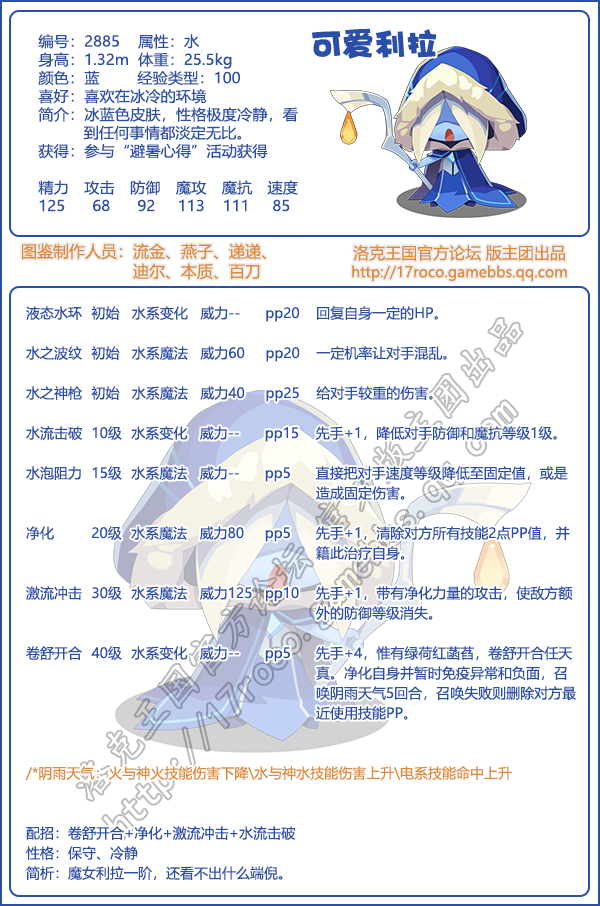 可爱利拉
编号：2885 属性：水
身高：1.32m 体重：25.5kg
颜色：蓝 经验类型：100
喜好：喜欢在冰冷的环境
简介：冰蓝色皮肤，性格极度冷静，看
到任何事情都淡定无比。
获得：参与“避暑心得”活动获得
精力 攻击 防御 魔攻 魔抗 速度
125 68 92 113 111 85
图鉴制作人员：流金、燕子、递递、
迪尔、本质、百刀
洛克王国官方论坛 版主团出品
http://17roco.gamebbs.qq.com
液态水环 初始 水系变化 威力-- pp20 回复自身一定的HP。
水之波纹 初始 水系魔法 威力60 pp20 一定机率让对手混乱。
水之神枪 初始 水系魔法 威力40 pp25 给对手较重的伤害。
水流击破 10级 水系变化 威力-- pp15 先手+1，降低对手防御和魔抗等级1级。
水泡阻力 15级 水系魔法 威力-- pp5 直接把对手速度等级降低至固定值，或是
造成固定伤害。
净化 20级 水系魔法 威力80 pp5 先手+1，清除对方所有技能2点PP值，并
籍此治疗自身。
激流冲击 30级 水系魔法 威力125 pp10 先手+1，带有净化力量的攻击，使敌方额
外的防御等级消失。
卷舒开合 40级 水系变化 威力-- pp5 先手+4，惟有绿荷红菡萏，卷舒开合任天
真。净化自身并暂时免疫异常和负面，召
唤阴雨天气5回合，召唤失败则删除对方最
近使用技能PP。
/*阴雨天气：火与神火技能伤害下降\水与神水技能伤害上升\电系技能命中上升
配招：卷舒开合+净化+激流冲击+水流击破
性格：保守、冷静
简析：魔女利拉一阶，还看不出什么端倪。
洛克王国官方论坛 版主团出品
http://17roco.gamebbs.qq.com